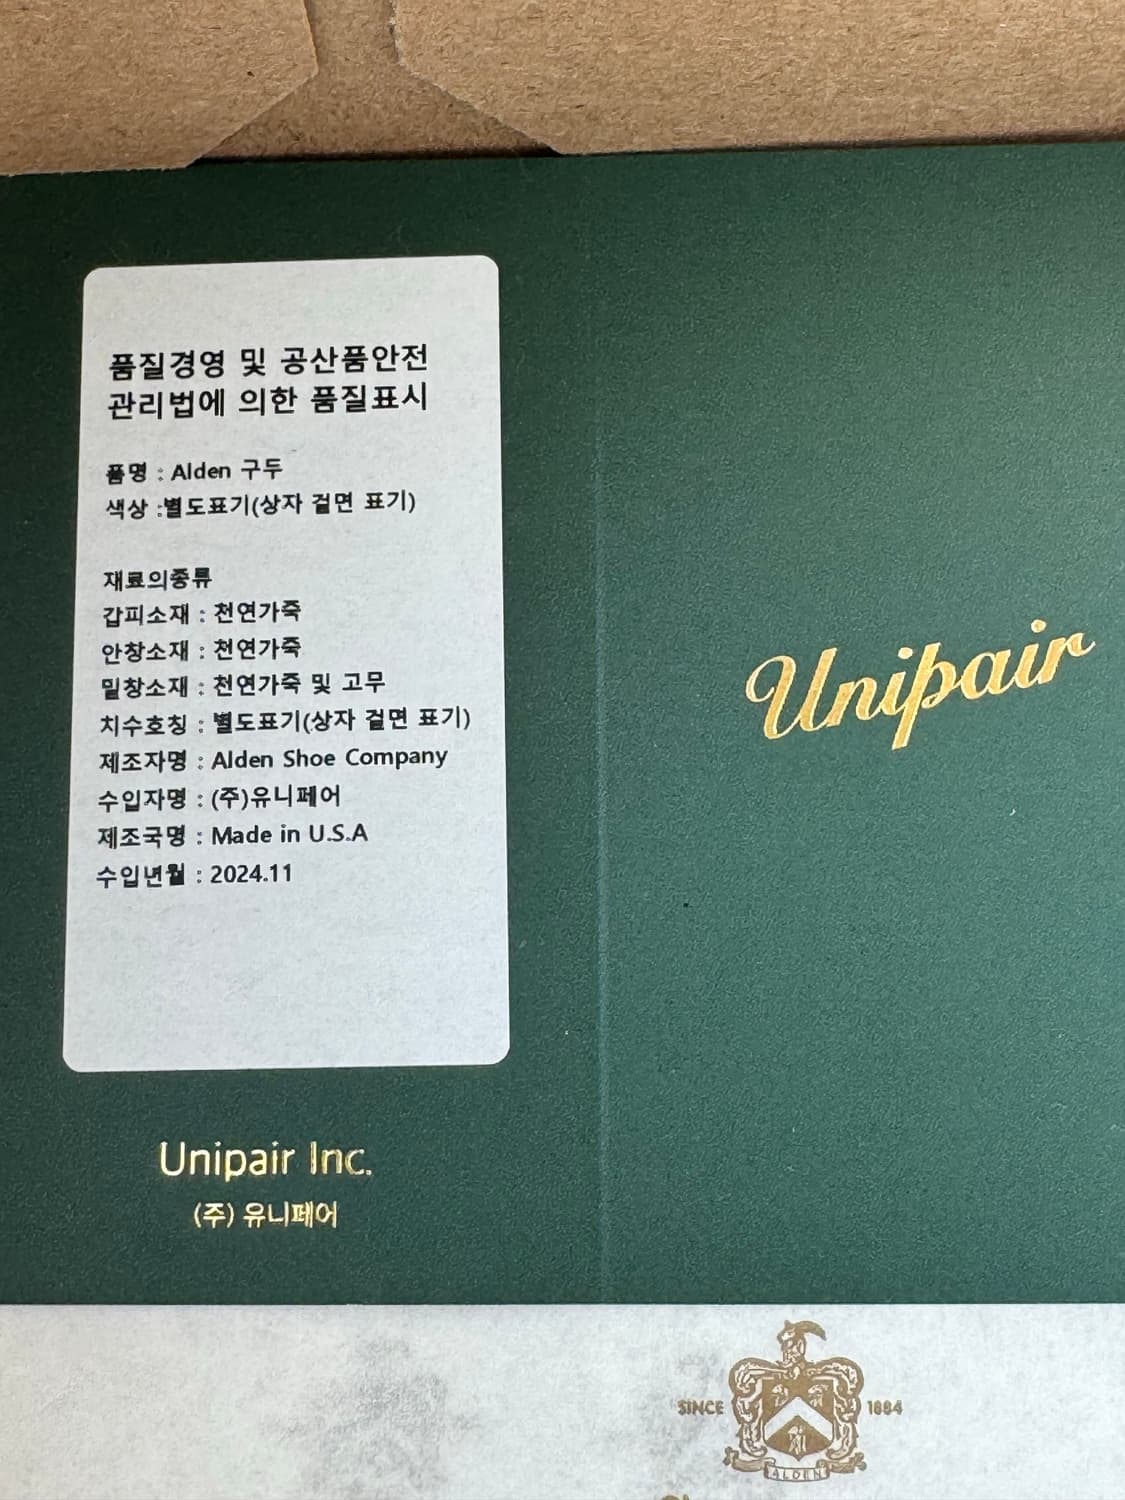 품질경영 및 공산품안전
관리법에 의한 품질표시
품명 : Alden 구두
색상 :별도표기(상자 겉면 표기)
재료의종류
갑피소재 : 천연가죽
안창소재 : 천연가죽
밑창소재 : 천연가죽 및 고무
치수호칭 : 별도표기(상자 겉면 표기)
제조자명 : Alden Shoe Company
수입자명 : (주)유니페어
제조국명 : Made in U.S.A
수입년월 : 2024.11
Unipair Inc.
(주) 유니페어
Unipair
SINCE 1884
ALDEN